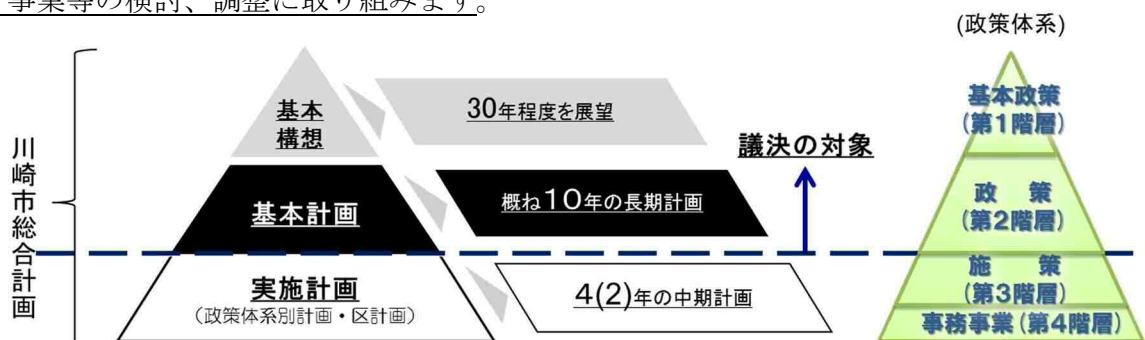 事業等の検討、調整に取り組みます。
(政策体系)
川崎市総合計画
基本
構想
30年程度を展望
議決の対象
基本計画
概ね10年の長期計画
実施計画
(政策体系別計画・区計画)
4(2)年の中期計画
基本政策
(第1階層)
政 策
(第2階層)
施 策
(第3階層)
事務事業(第4階層)